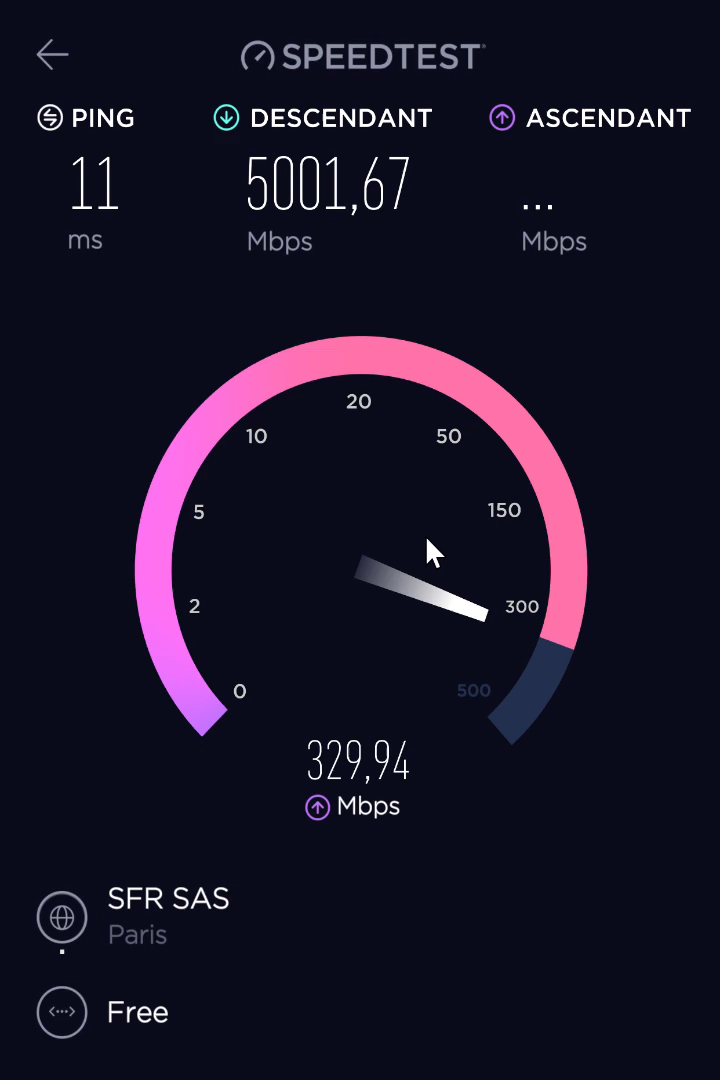 SPEEDTEST
PING DESCENDANT ASCENDANT
11 5001,67 ...
ms Mbps Mbps
20
10 50
5 150
2 300
0 500
329,94
Mbps
SFR SAS
Paris
Free